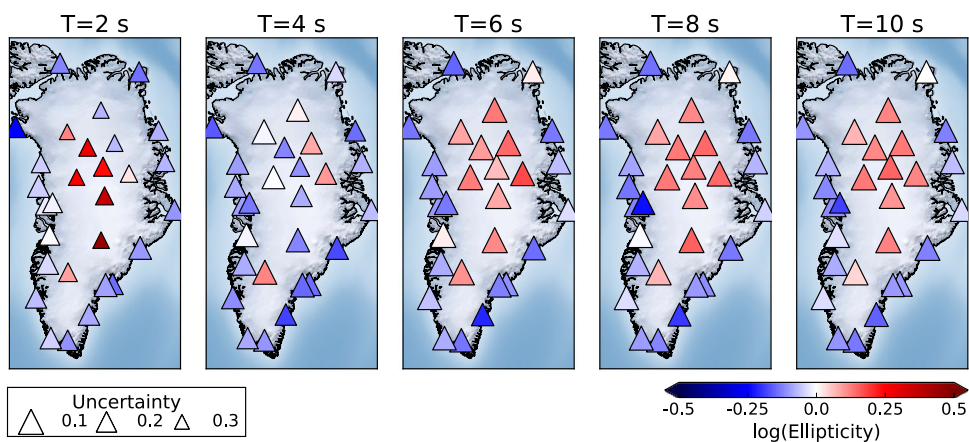 T=2 s T=4 s T=6 s T=8 s T=10 s
Uncertainty
0.1 0.2 0.3
-0.5 -0.25 0.0 0.25 0.5
log(Ellipticity)